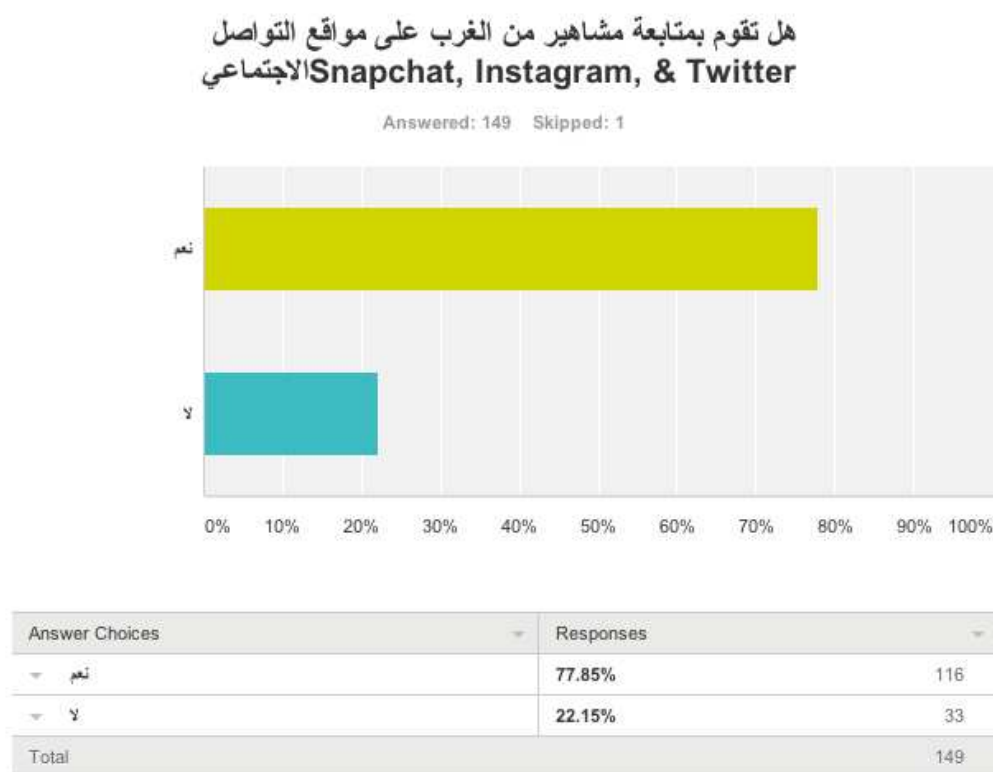 هل تقوم بمتابعة مشاهير من الغرب على مواقع التواصل
الاجتماعيSnapchat, Instagram, & Twitter
Answered: 149 Skipped: 1
نعم
لا
0% 10% 20% 30% 40% 50% 60% 70% 80% 90% 100%
Answer Choices Responses
نعم 77.85% 116
لا 22.15% 33
Total 149